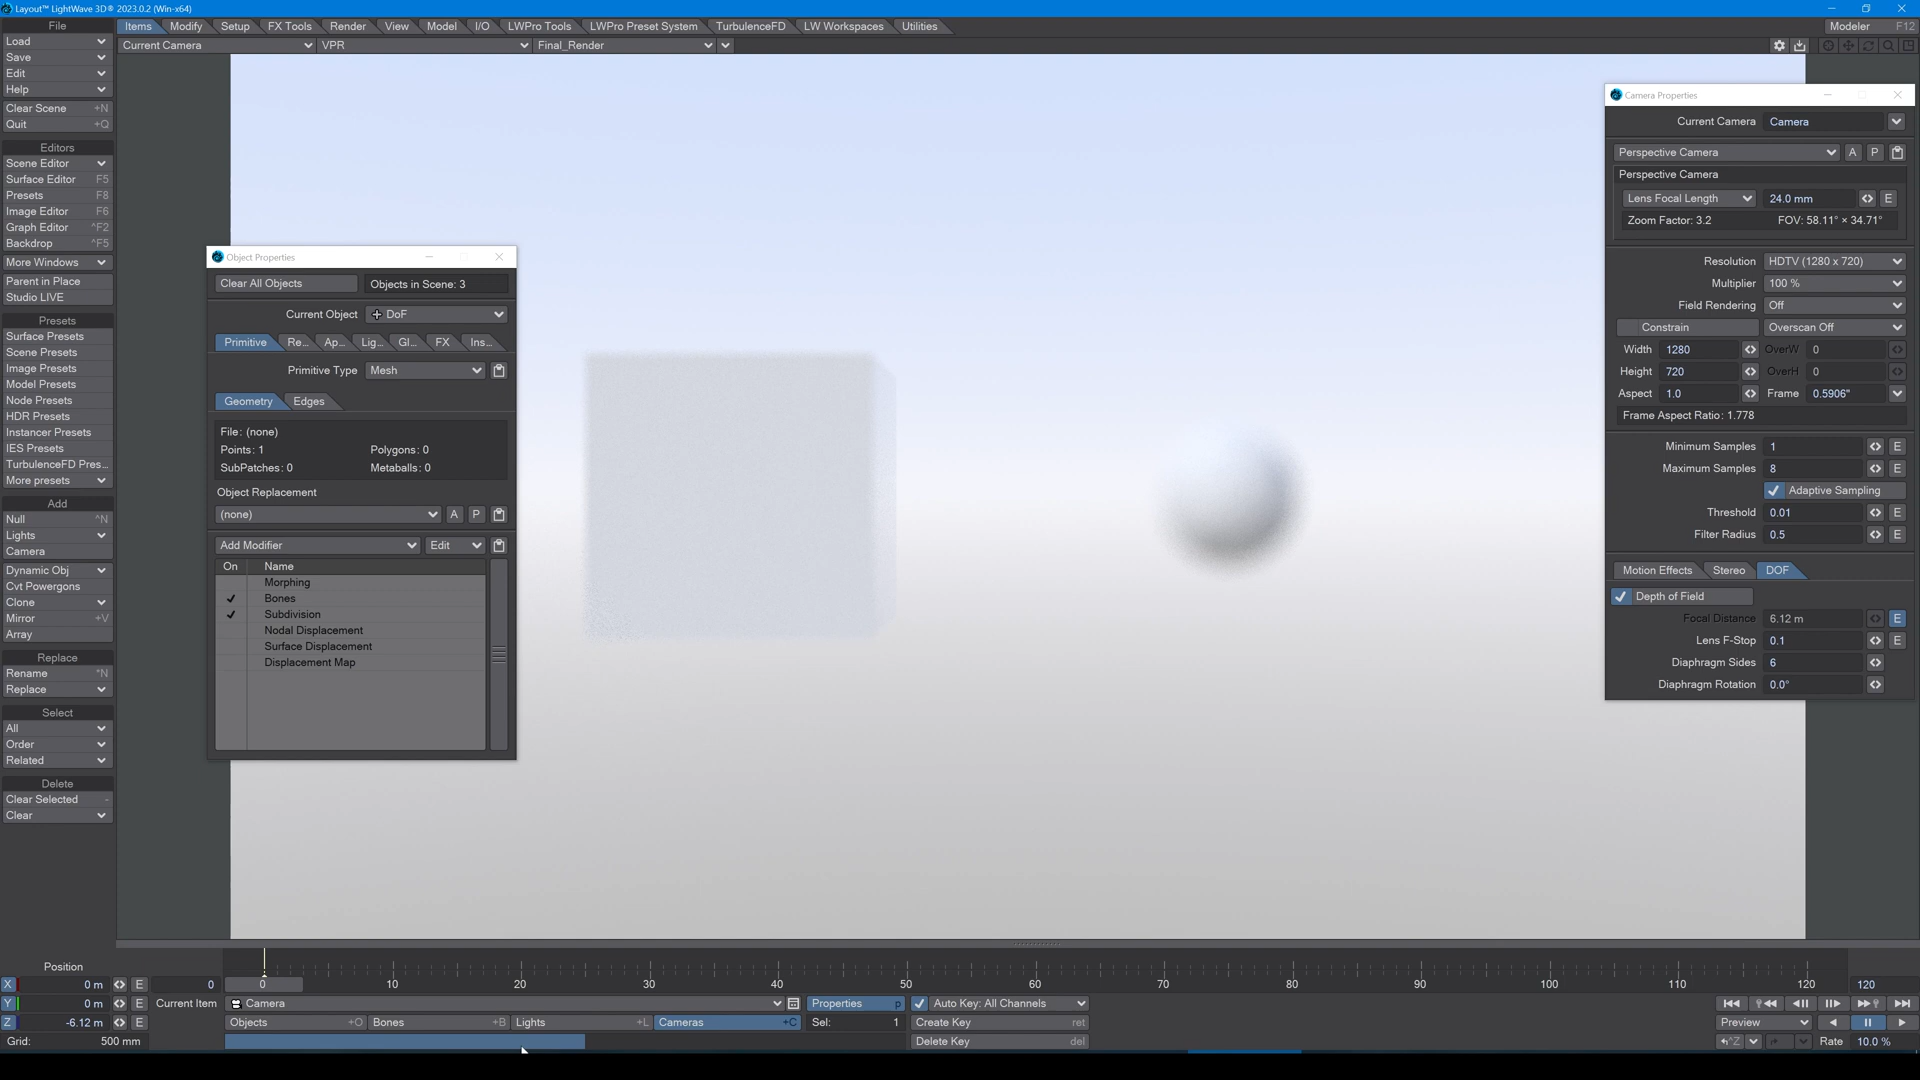 Layout™ LightWave 3D® 2023.0.2 (Win-x64)
File Items Modify Setup FX Tools Render View Model I/O LWPro Tools LWPro Preset System TurbulenceFD LW Workspaces Utilities Modeler F12
Current Camera VPR Final_Render
Load
Save
Edit
Help
Clear Scene +N
Quit +Q
Editors
Scene Editor
Surface Editor F5
Presets F8
Image Editor F6
Graph Editor ^F2
Backdrop ^F5
More Windows
Parent in Place
Studio LIVE
Presets
Surface Presets
Scene Presets
Image Presets
Model Presets
Node Presets
HDR Presets
Instancer Presets
IES Presets
TurbulenceFD Pres...
More presets
Add
Null ^N
Lights
Camera
Dynamic Obj
Cvt Powergons
Clone
Mirror +V
Array
Replace
Rename ^N
Replace
Select
All
Order
Related
Delete
Clear Selected -
Clear
Object Properties
Clear All Objects Objects in Scene: 3
Current Object DoF
Primitive Re... Ap... Lig... Gl... FX Ins...
Primitive Type Mesh
Geometry Edges
File: (none)
Points: 1 Polygons: 0
SubPatches: 0 Metaballs: 0
Object Replacement
(none) A P
Add Modifier Edit
On Name
Morphing
Bones
Subdivision
Nodal Displacement
Surface Displacement
Displacement Map
Camera Properties
Current Camera Camera
Perspective Camera A P
Perspective Camera
Lens Focal Length 24.0 mm E
Zoom Factor: 3.2 FOV: 58.11° × 34.71°
Resolution HDTV (1280 x 720)
Multiplier 100 %
Field Rendering Off
Constrain Overscan Off
Width 1280 OverW 0
Height 720 OverH 0
Aspect 1.0 Frame 0.5906"
Frame Aspect Ratio: 1.778
Minimum Samples 1 E
Maximum Samples 8 E
Adaptive Sampling
Threshold 0.01 E
Filter Radius 0.5 E
Motion Effects Stereo DOF
Depth of Field
Focal Distance 6.12 m E
Lens F-Stop 0.1 E
Diaphragm Sides 6
Diaphragm Rotation 0.0°
Position
X 0 m E 0 0 10 20 30 40 50 60 70 80 90 100 110 120 120
Y 0 m E Current Item Camera Properties p Auto Key: All Channels
Z -6.12 m E Objects +O Bones +B Lights +L Cameras +C Sel: 1 Create Key ret Preview
Grid: 500 mm Delete Key del ^Z Rate 10.0 %